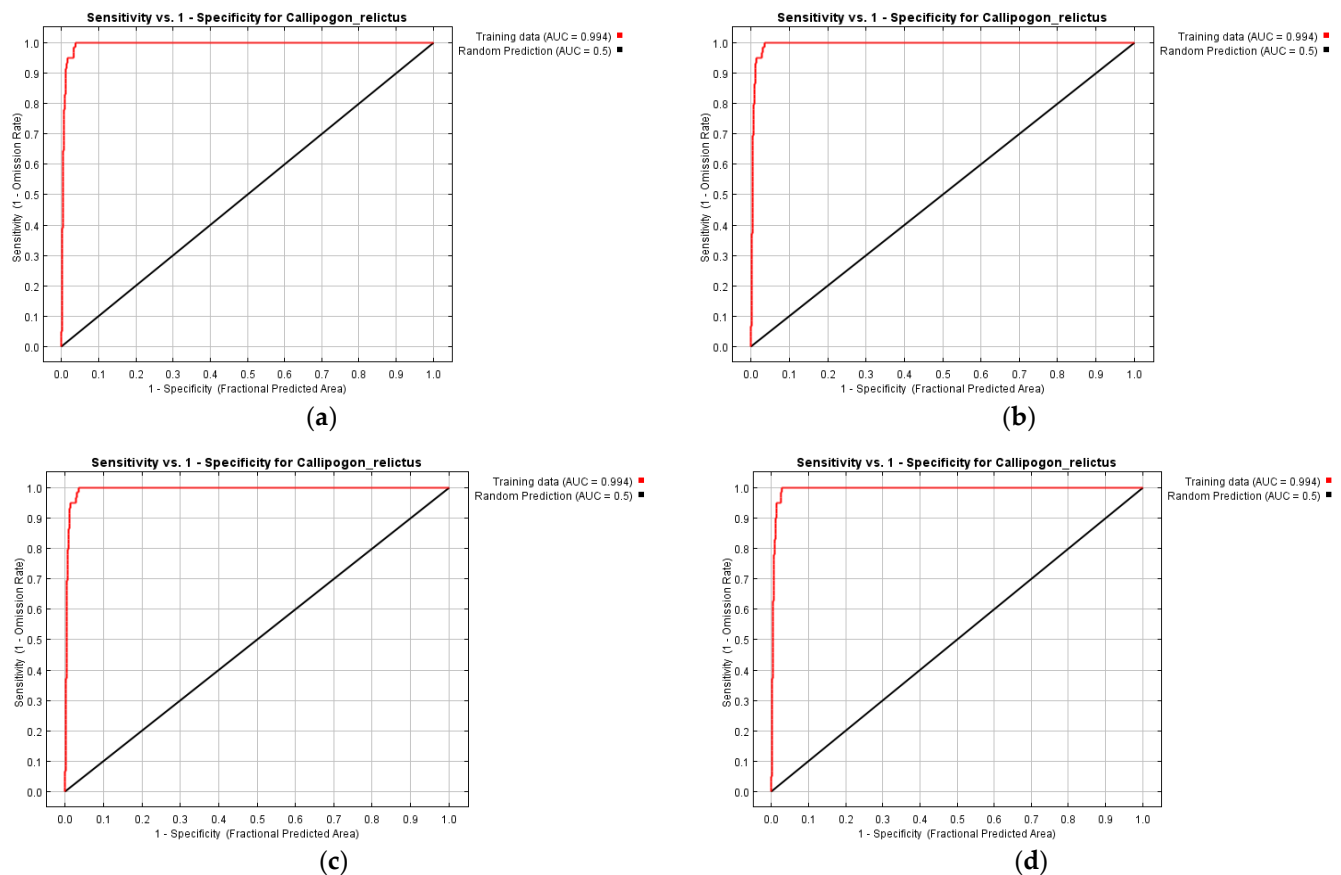 Sensitivity vs. 1 - Specificity for Callipogon_relictus
Training data (AUC = 0.994)
Random Prediction (AUC = 0.5)
Sensitivity (1 - Omission Rate)
1.0
0.9
0.8
0.7
0.6
0.5
0.4
0.3
0.2
0.1
0.0
0.0 0.1 0.2 0.3 0.4 0.5 0.6 0.7 0.8 0.9 1.0
1 - Specificity (Fractional Predicted Area)
(a)
Sensitivity vs. 1 - Specificity for Callipogon_relictus
Training data (AUC = 0.994)
Random Prediction (AUC = 0.5)
Sensitivity (1 - Omission Rate)
1.0
0.9
0.8
0.7
0.6
0.5
0.4
0.3
0.2
0.1
0.0
0.0 0.1 0.2 0.3 0.4 0.5 0.6 0.7 0.8 0.9 1.0
1 - Specificity (Fractional Predicted Area)
(b)
Sensitivity vs. 1 - Specificity for Callipogon_relictus
Training data (AUC = 0.994)
Random Prediction (AUC = 0.5)
Sensitivity (1 - Omission Rate)
1.0
0.9
0.8
0.7
0.6
0.5
0.4
0.3
0.2
0.1
0.0
0.0 0.1 0.2 0.3 0.4 0.5 0.6 0.7 0.8 0.9 1.0
1 - Specificity (Fractional Predicted Area)
(c)
Sensitivity vs. 1 - Specificity for Callipogon_relictus
Training data (AUC = 0.994)
Random Prediction (AUC = 0.5)
Sensitivity (1 - Omission Rate)
1.0
0.9
0.8
0.7
0.6
0.5
0.4
0.3
0.2
0.1
0.0
0.0 0.1 0.2 0.3 0.4 0.5 0.6 0.7 0.8 0.9 1.0
1 - Specificity (Fractional Predicted Area)
(d)